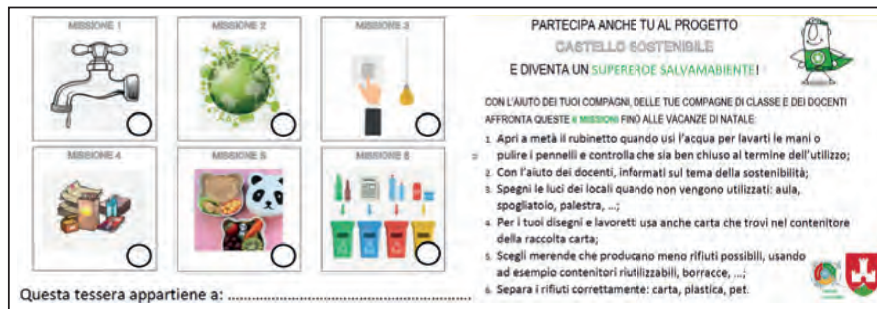 MISSIONE 1
MISSIONE 2
MISSIONE 3
MISSIONE 4
MISSIONE 5
MISSIONE 6
Questa tessera appartiene a: ............................................................
PARTECIPA ANCHE TU AL PROGETTO
CASTELLO SOSTENIBILE
E DIVENTA UN SUPEREROE SALVAMABIENTE!
CON L'AIUTO DEI TUOI COMPAGNI, DELLE TUE COMPAGNE DI CLASSE E DEI DOCENTI
AFFRONTA QUESTE 6 MISSIONI FINO ALLE VACANZE DI NATALE:
1. Apri a metà il rubinetto quando usi l'acqua per lavarti le mani o
pulire i pennelli e controlla che sia ben chiuso al termine dell'utilizzo;
2. Con l'aiuto dei docenti, informati sul tema della sostenibilità;
3. Spegni le luci dei locali quando non vengono utilizzati: aula,
spogliatoio, palestra, ...;
4. Per i tuoi disegni e lavoretti usa anche carta che trovi nel contenitore
della raccolta carta;
5. Scegli merende che producano meno rifiuti possibili, usando
ad esempio contenitori riutilizzabili, borracce, ...;
6. Separa i rifiuti correttamente: carta, plastica, pet.